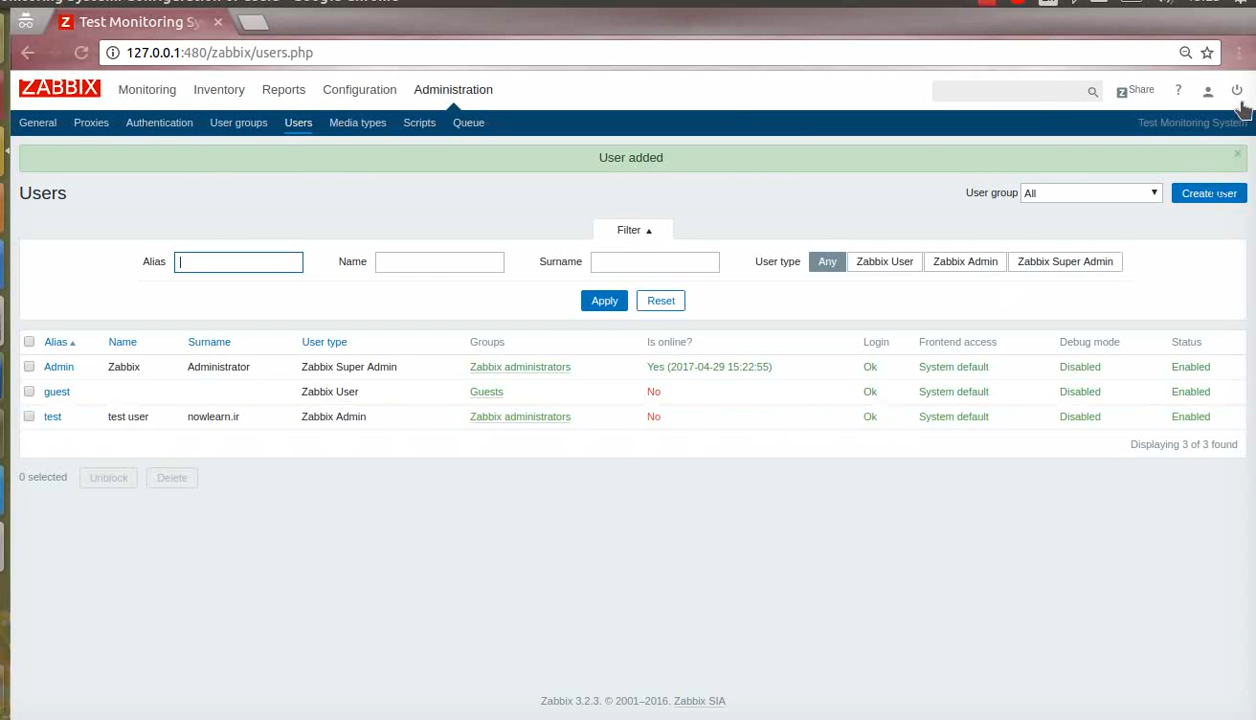 Test Monitoring Sy
127.0.0.1:480/zabbix/users.php
ZABBIX Monitoring Inventory Reports Configuration Administration Share ?
General Proxies Authentication User groups Users Media types Scripts Queue Test Monitoring System
User added
Users User group All Create user
Filter
Alias Name Surname User type Any Zabbix User Zabbix Admin Zabbix Super Admin
Apply Reset
Alias Name Surname User type Groups Is online? Login Frontend access Debug mode Status
Admin Zabbix Administrator Zabbix Super Admin Zabbix administrators Yes (2017-04-29 15:22:55) Ok System default Disabled Enabled
guest Zabbix User Guests No Ok System default Disabled Enabled
test test user nowlearn.ir Zabbix Admin Zabbix administrators No Ok System default Disabled Enabled
Displaying 3 of 3 found
0 selected Unblock Delete
Zabbix 3.2.3. © 2001–2016. Zabbix SIA